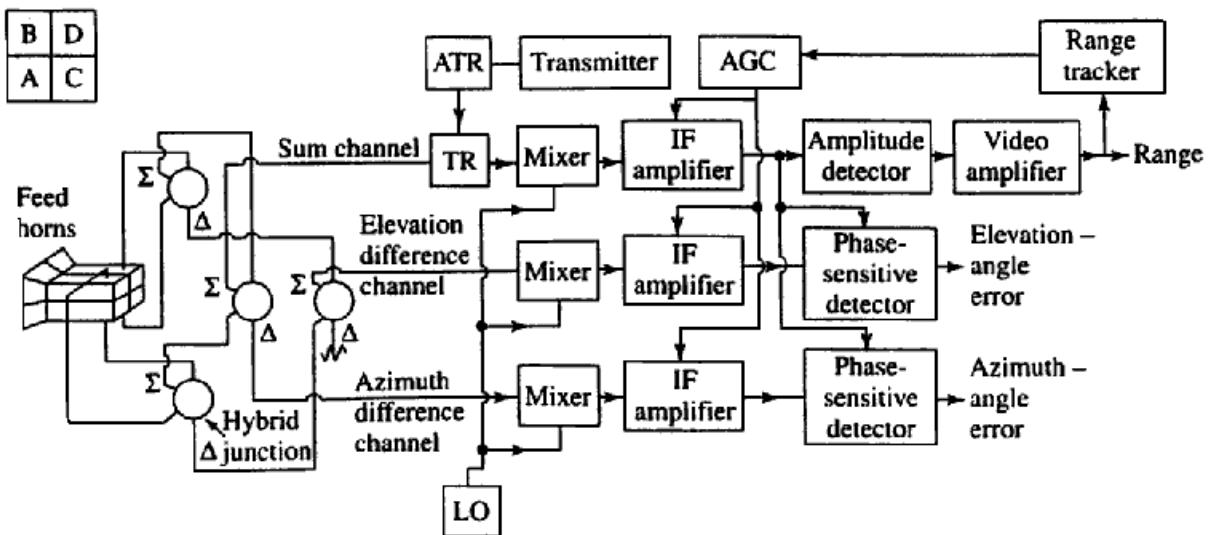 B D
A C
ATR
Transmitter
AGC
Range
tracker
Sum channel
TR
Mixer
IF
amplifier
Amplitude
detector
Video
amplifier
Range
Σ
Δ
Feed
horns
Elevation
difference
channel
Mixer
IF
amplifier
Phase-
sensitive
detector
Elevation –
angle
error
Σ
Δ
Σ
Δ
Σ
Δ
Hybrid
junction
Azimuth
difference
channel
Mixer
IF
amplifier
Phase-
sensitive
detector
Azimuth –
angle
error
LO